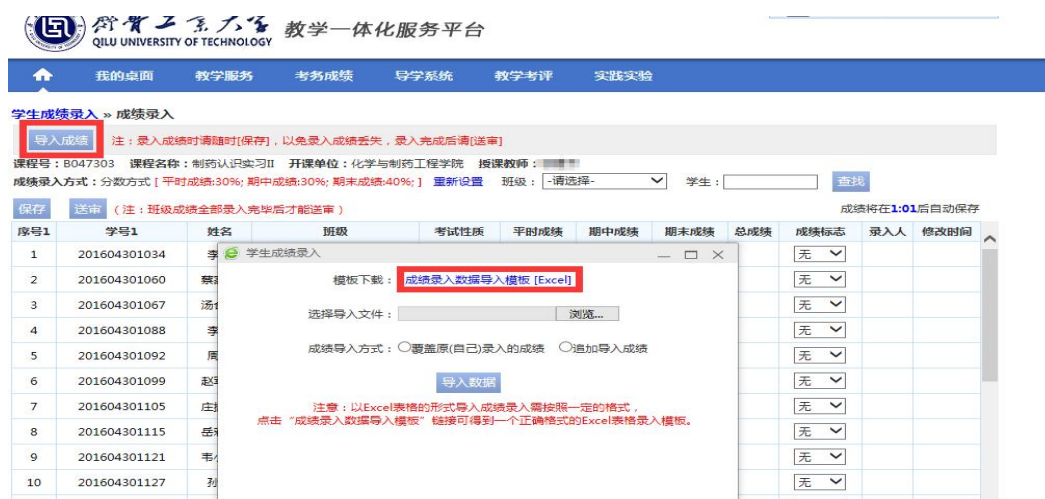 齐鲁工业大学 教学一体化服务平台
QILU UNIVERSITY OF TECHNOLOGY
我的桌面 教学服务 考务成绩 导学系统 教学考评 实践实验
学生成绩录入 » 成绩录入
导入成绩 注：录入成绩时请随时[保存]，以免录入成绩丢失，录入完成后请[送审]
课程号：B047303 课程名称：制药认识实习II 开课单位：化学与制药工程学院 授课教师：
成绩录入方式：分数方式 [ 平时成绩:30%; 期中成绩:30%; 期末成绩:40%; ] 重新设置 班级： -请选择- 学生： 查找
保存 送审 （注：班级成绩全部录入完毕后才能送审） 成绩将在1:01后自动保存
序号1 学号1 姓名 班级 考试性质 平时成绩 期中成绩 期末成绩 总成绩 成绩标志 录入人 修改时间
1 201604301034 李 无
2 201604301060 无
3 201604301067 汤 无
4 201604301088 李 无
5 201604301092 周 无
6 201604301099 赵 无
7 201604301105 庄 无
8 201604301115 岳 无
9 201604301121 韦 无
10 201604301127 孙 无
学生成绩录入
模板下载： 成绩录入数据导入模板 [Excel]
选择导入文件： 浏览...
成绩导入方式： 覆盖原(自己)录入的成绩 追加导入成绩
导入数据
注意：以Excel表格的形式导入成绩录入需按照一定的格式，
点击“成绩录入数据导入模板”链接可得到一个正确格式的Excel表格录入模板。